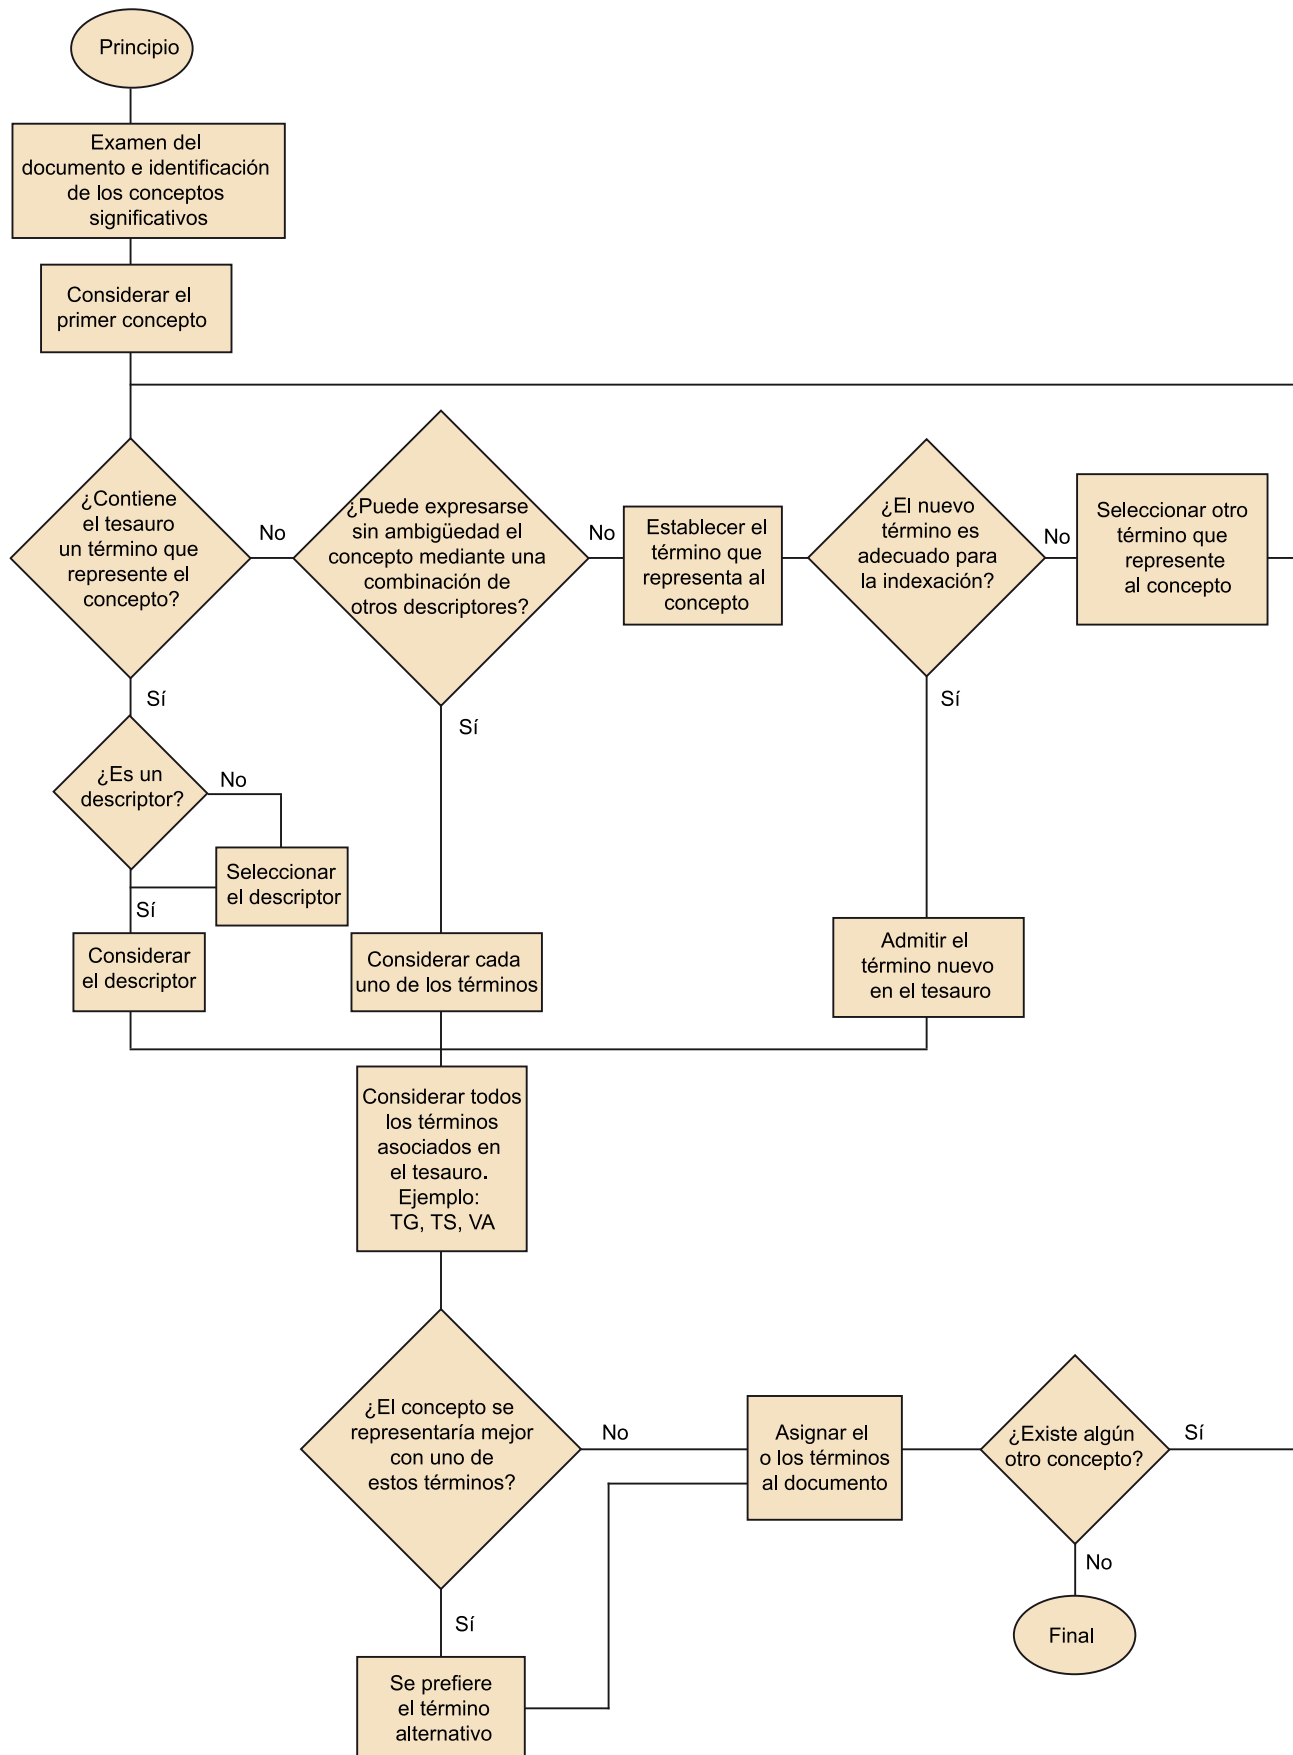 Principio
Examen del
documento e identificación
de los conceptos
significativos
Considerar el
primer concepto
¿Contiene
el tesauro
un término que
represente el
concepto?
No
¿Puede expresarse
sin ambigüedad el
concepto mediante una
combinación de
otros descriptores?
No
Establecer el
término que
representa al
concepto
¿El nuevo
término es
adecuado para
la indexación?
No
Seleccionar otro
término que
represente
al concepto
Sí
Sí
Sí
¿Es un
descriptor?
No
Seleccionar
el descriptor
Sí
Considerar
el descriptor
Considerar cada
uno de los términos
Admitir el
término nuevo
en el tesauro
Considerar todos
los términos
asociados en
el tesauro.
Ejemplo:
TG, TS, VA
¿El concepto se
representaría mejor
con uno de
estos términos?
No
Asignar el
o los términos
al documento
¿Existe algún
otro concepto?
Sí
No
Final
Sí
Se prefiere
el término
alternativo